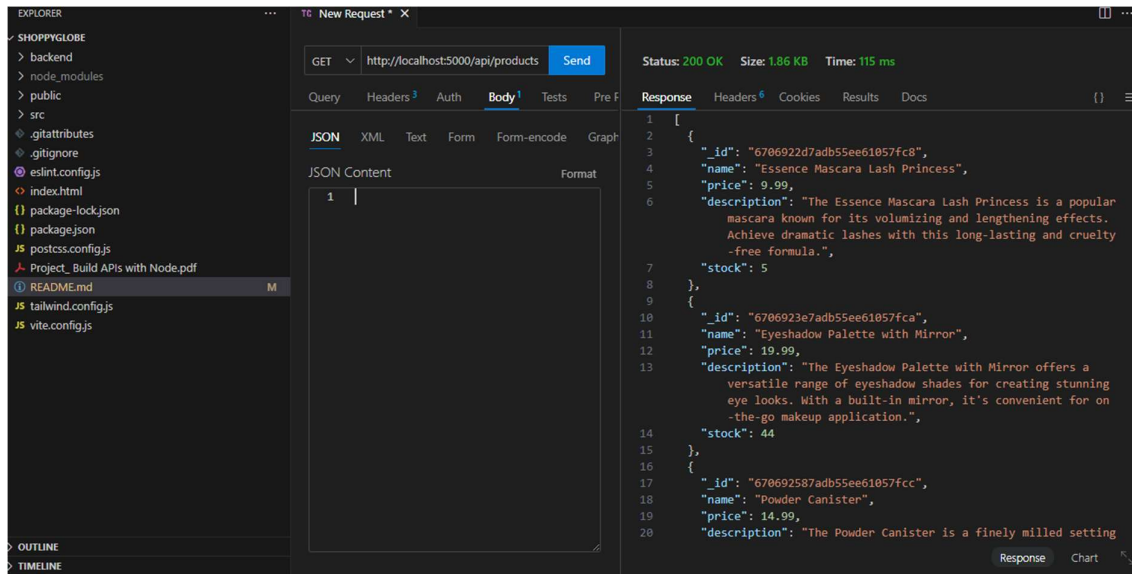 EXPLORER
SHOPPYGLOBE
backend
node_modules
public
src
.gitattributes
.gitignore
eslint.config.js
index.html
{} package-lock.json
{} package.json
JS postcss.config.js
Project_ Build APIs with Node.pdf
README.md M
JS tailwind.config.js
JS vite.config.js
OUTLINE
TIMELINE
TC New Request *
GET http://localhost:5000/api/products Send
Query Headers 3 Auth Body 1 Tests Pre
JSON XML Text Form Form-encode Graph
JSON Content Format
1
Status: 200 OK Size: 1.86 KB Time: 115 ms
Response Headers 6 Cookies Results Docs {}
1 [
2 {
3 "_id": "6706922d7adb55ee61057fc8",
4 "name": "Essence Mascara Lash Princess",
5 "price": 9.99,
6 "description": "The Essence Mascara Lash Princess is a popular
mascara known for its volumizing and lengthening effects.
Achieve dramatic lashes with this long-lasting and cruelty
-free formula.",
7 "stock": 5
8 },
9 {
10 "_id": "6706923e7adb55ee61057fca",
11 "name": "Eyeshadow Palette with Mirror",
12 "price": 19.99,
13 "description": "The Eyeshadow Palette with Mirror offers a
versatile range of eyeshadow shades for creating stunning
eye looks. With a built-in mirror, it's convenient for on
-the-go makeup application.",
14 "stock": 44
15 },
16 {
17 "_id": "670692587adb55ee61057fcc",
18 "name": "Powder Canister",
19 "price": 14.99,
20 "description": "The Powder Canister is a finely milled setting
Response Chart